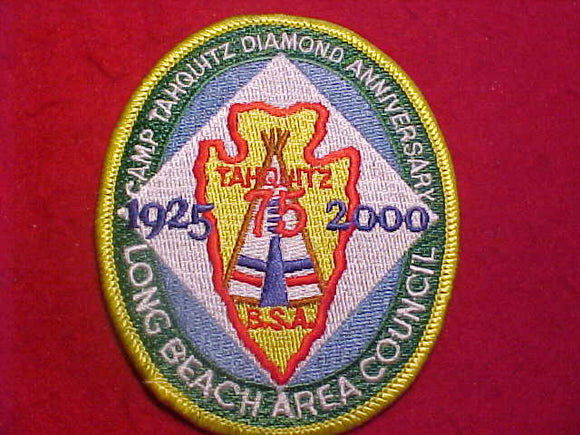 CAMP TAHQUITZ DIAMOND ANNIVERSARY
TAHQUITZ
1925 75 2000
B.S.A.
LONG BEACH AREA COUNCIL